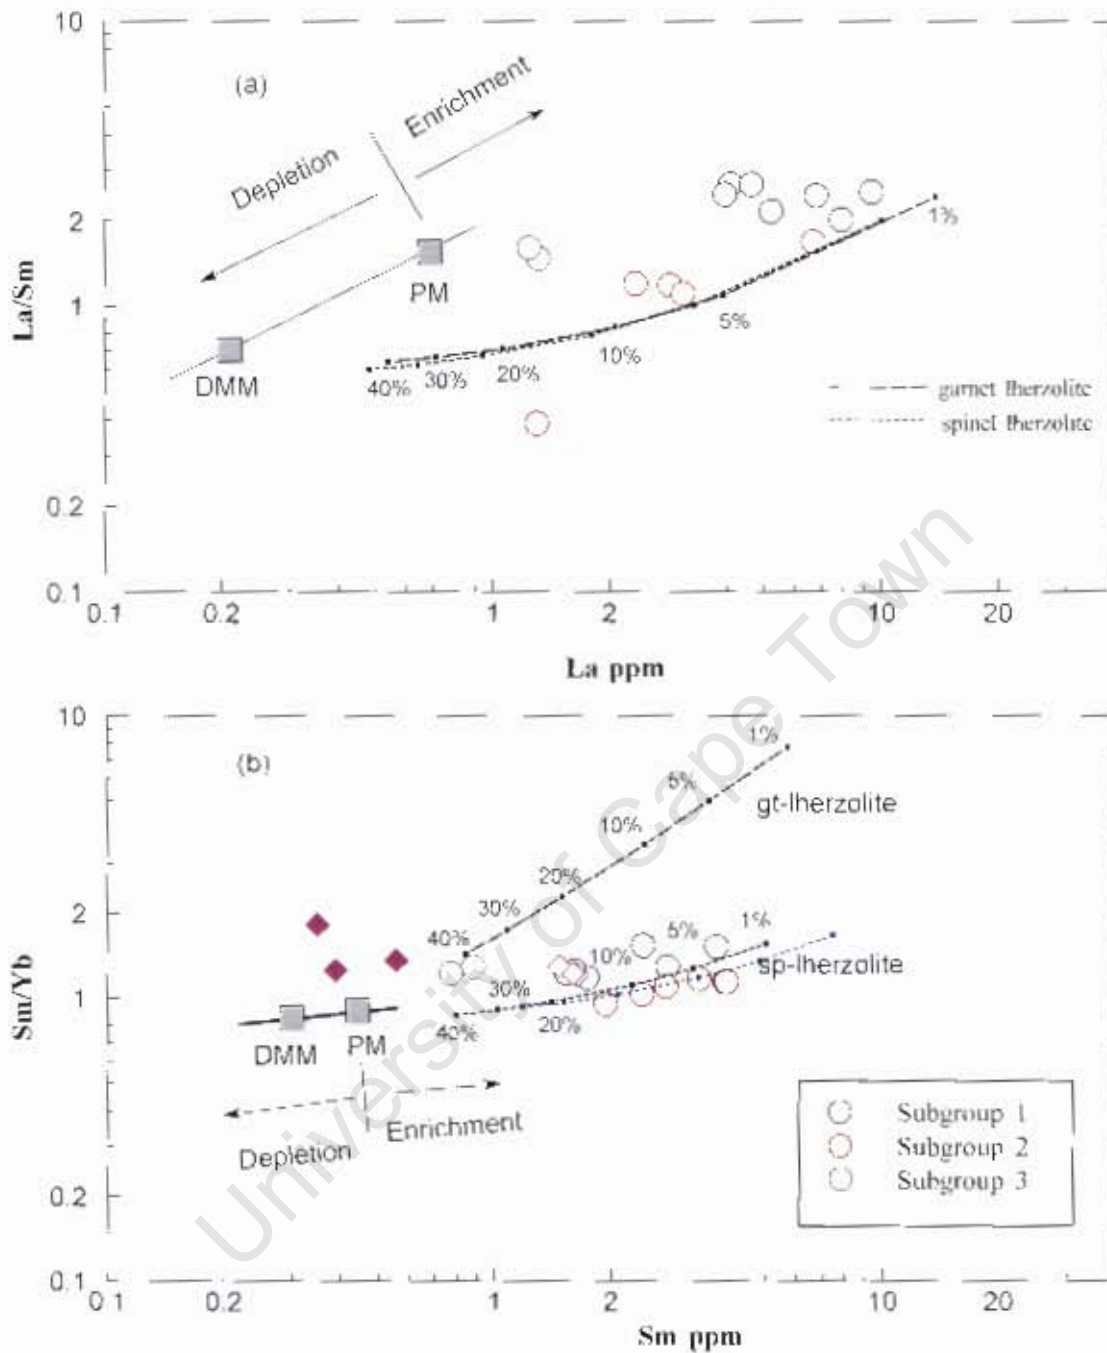 10
(a)
Enrichment
Depletion
2
1%
La/Sm
PM
1
5%
DMM
10%
40%
30%
20%
garnet lherzolite
spinel lherzolite
0.2
0.1
0.1
0.2
1
2
10
20
La ppm
10
(b)
1%
5%
gt-lherzolite
10%
20%
2
30%
40%
1%
5%
10%
sp-lherzolite
Sm/Yb
1
30%
20%
40%
DMM
PM
Enrichment
Depletion
Subgroup 1
Subgroup 2
Subgroup 3
0.2
0.1
0.1
0.2
1
2
10
20
Sm ppm
University of Cape Town